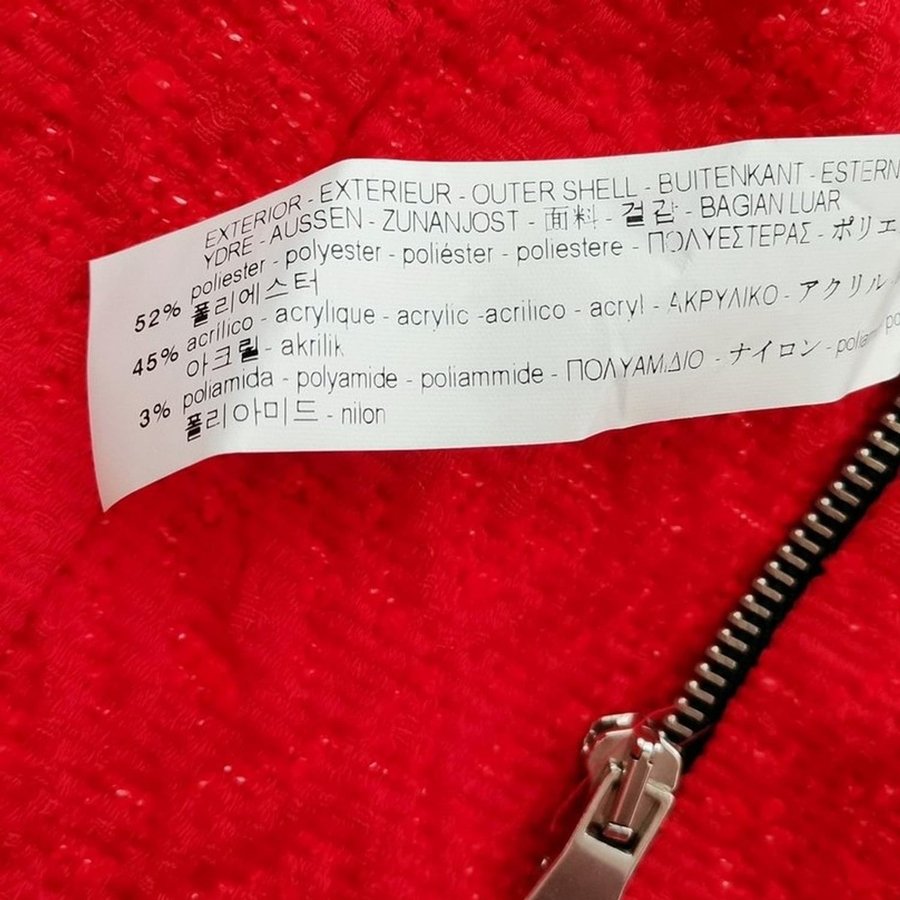 EXTERIOR - EXTERIEUR - OUTER SHELL - BUITENKANT - ESTERN
YDRE - AUSSEN - ZUNANJOST - 面料 - 겉감 - BAGIAN LUAR
52% poliester - polyester - poliéster - poliestere - ΠΟΛΥΕΣΤΕΡΑΣ - ポリエ
폴리에스터
45% acrílico - acrylique - acrylic -acrilico - acryl - ΑΚΡΥΛΙΚΟ - アクリル -
아크릴 - akrilik
3% poliamida - polyamide - poliammide - ΠΟΛΥΑΜΙΔΙΟ - ナイロン - polia
폴리아미드 - nilon